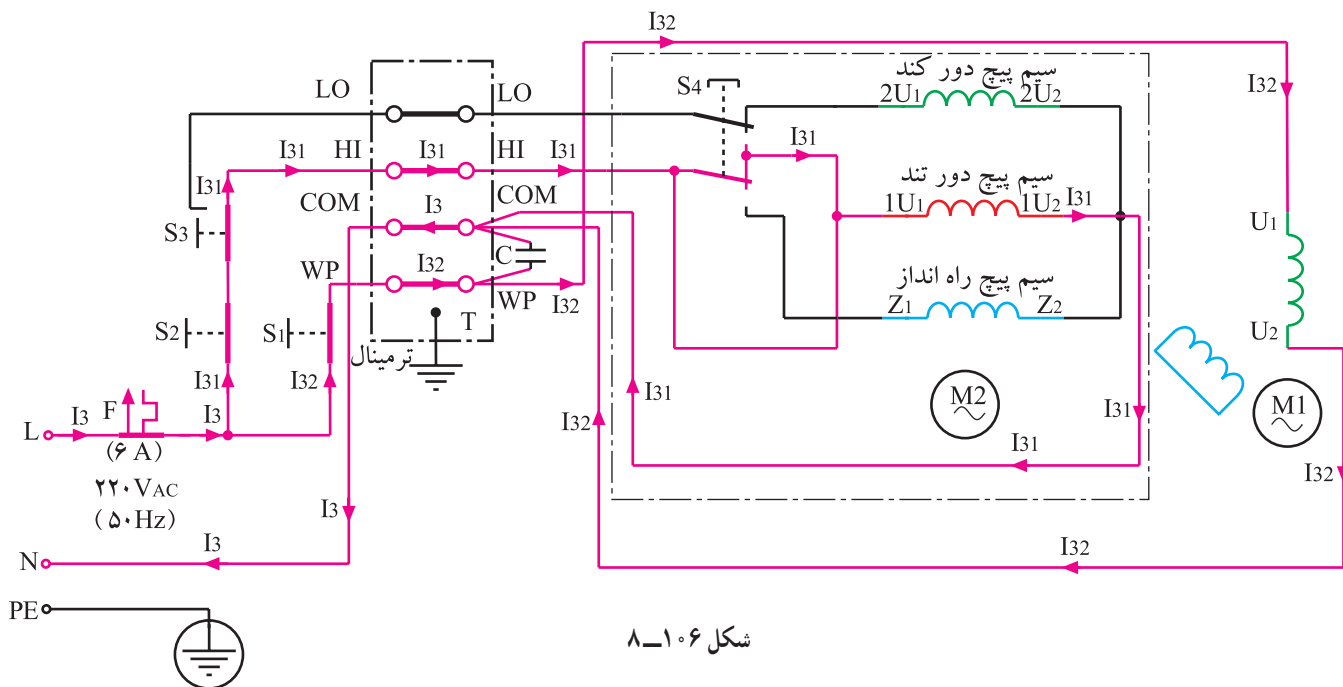 I32
I32
سیم پیچ دور کند
2U1
2U2
S4
LO
LO
I31
I31
HI
I31
HI
I31
I31
سیم پیچ دور تند
1U1
1U2
I31
COM
I3
COM
S3
U1
C
WP
I32
WP
I32
سیم پیچ راه انداز
Z1
Z2
T
S2
S1
U2
ترمینال
I31
I32
I31
I31
M2
M1
L
I3
F
I3
(۶ A)
I32
I31
I32
۲۲۰VAC
(۵۰Hz)
I3
N
I3
I32
PE
شکل ۱۰۶ــ۸